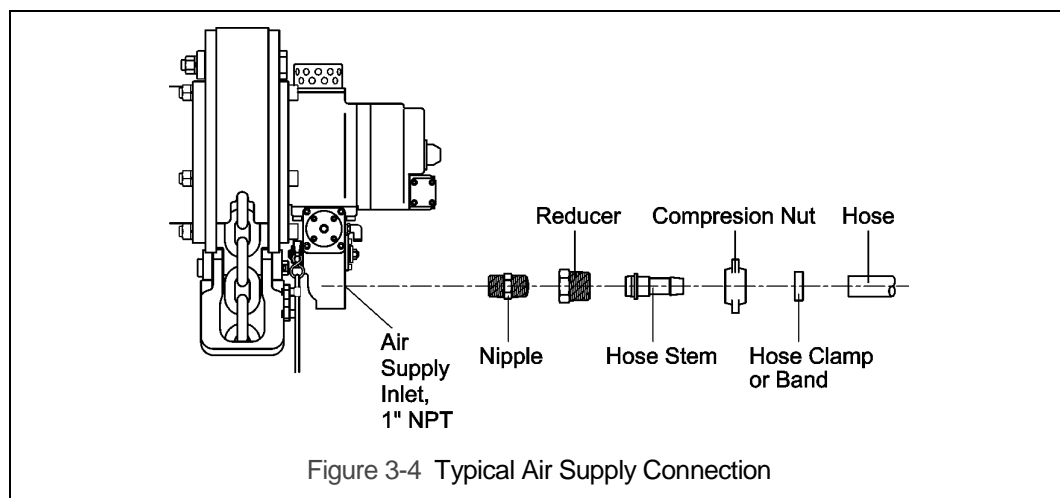 Reducer
Compresion Nut
Hose
Air
Supply
Inlet,
1" NPT
Nipple
Hose Stem
Hose Clamp
or Band
Figure 3-4 Typical Air Supply Connection